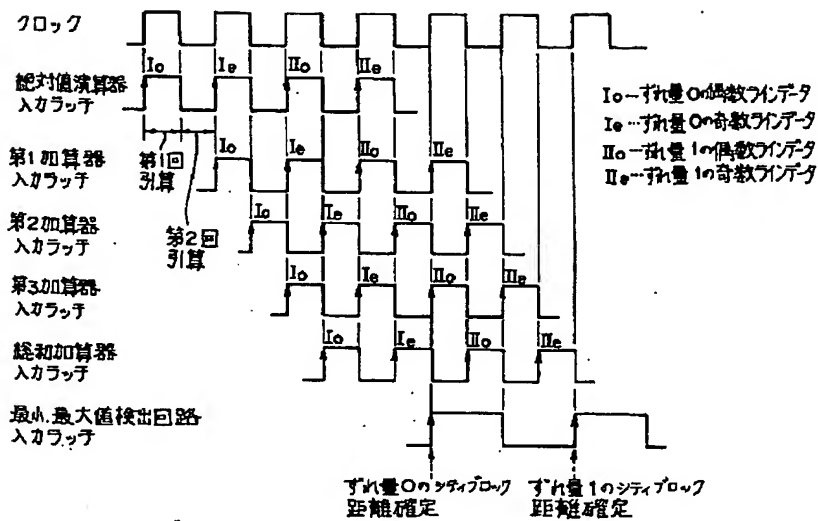 クロック
Io Ie IIo IIe
絶対値演算器
入力ラッチ
Io…ずれ量0の偶数ラインデータ
Ie…ずれ量0の奇数ラインデータ
IIo…ずれ量1の偶数ラインデータ
IIe…ずれ量1の奇数ラインデータ
Io Ie IIo IIe
第1加算器
入力ラッチ
第1回
引算
Io Ie IIo IIe
第2加算器
入力ラッチ
第2回
引算
Io Ie IIo IIe
第3加算器
入力ラッチ
Io Ie IIo IIe
総和加算器
入力ラッチ
最小.最大値検出回路
入力ラッチ
ずれ量0のシティブロック
距離確定
ずれ量1のシティブロック
距離確定